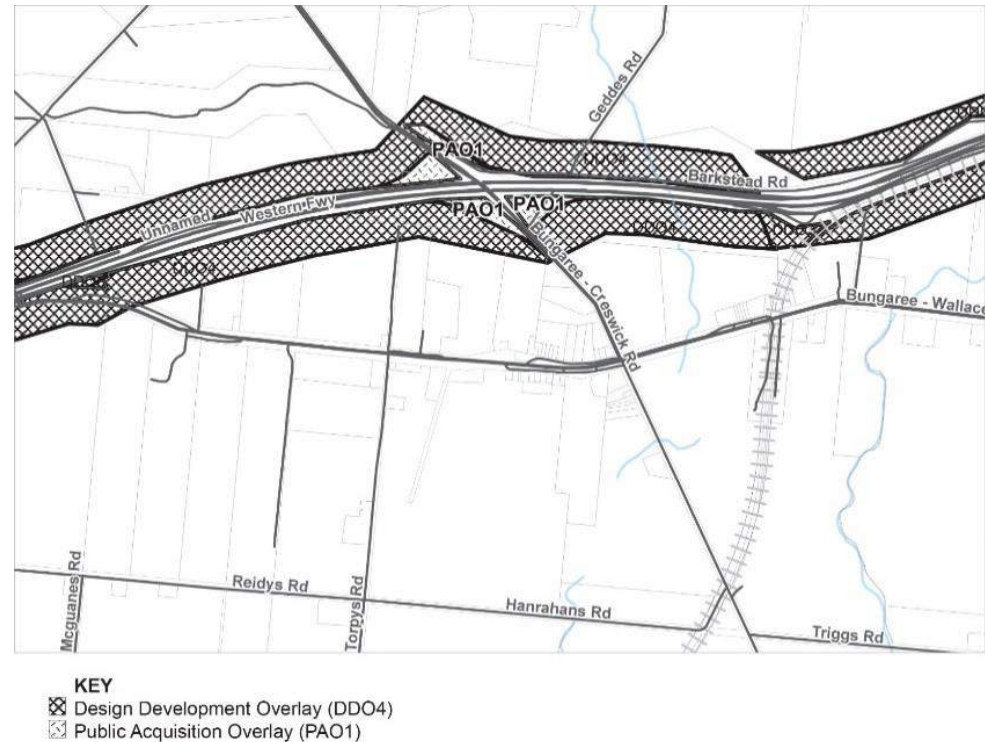 Geddes Rd
PAO1
DDO4
DDO4
Barkstead Rd
Unnamed
Western Fwy
PAO1
PAO1
DDO4
Bungaree - Creswick Rd
DDO4
Bungaree - Wallace
Mcguanes Rd
Reidys Rd
Torpys Rd
Hanrahans Rd
Triggs Rd
KEY
Design Development Overlay (DDO4)
Public Acquisition Overlay (PAO1)